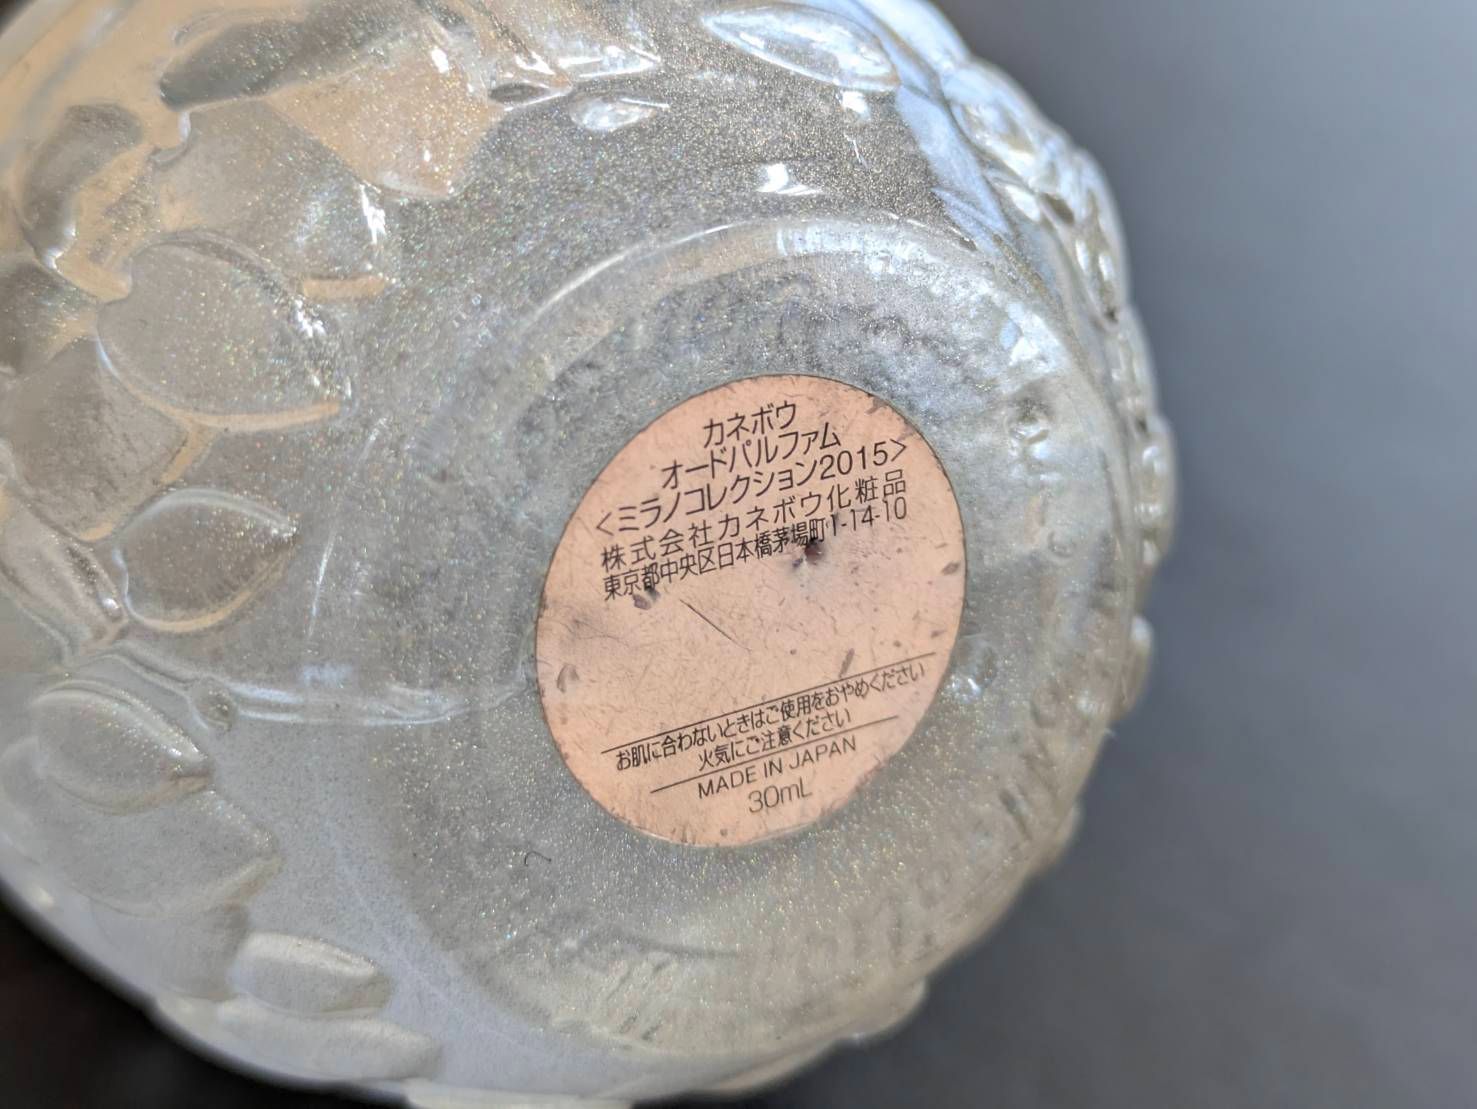 カネボウ
オードパルファム
<ミラノコレクション2015>
株式会社カネボウ化粧品
東京都中央区日本橋茅場町1-14-10
お肌に合わないときはご使用をおやめください
火気にご注意ください
MADE IN JAPAN
30mL